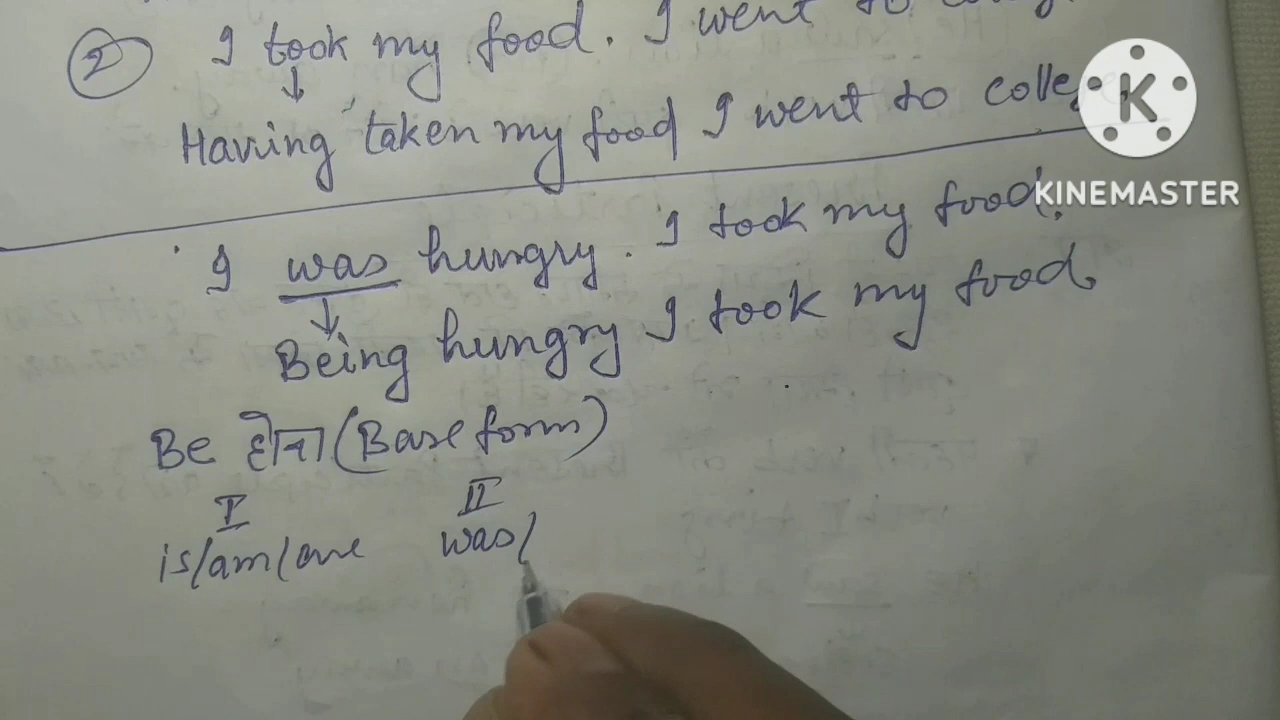 2 I took my food. I went to
Having taken my food I went to college
KINEMASTER
I was hungry. I took my food.
Being hungry I took my food.
Be होना (Base form)
I II
is/am/are was/